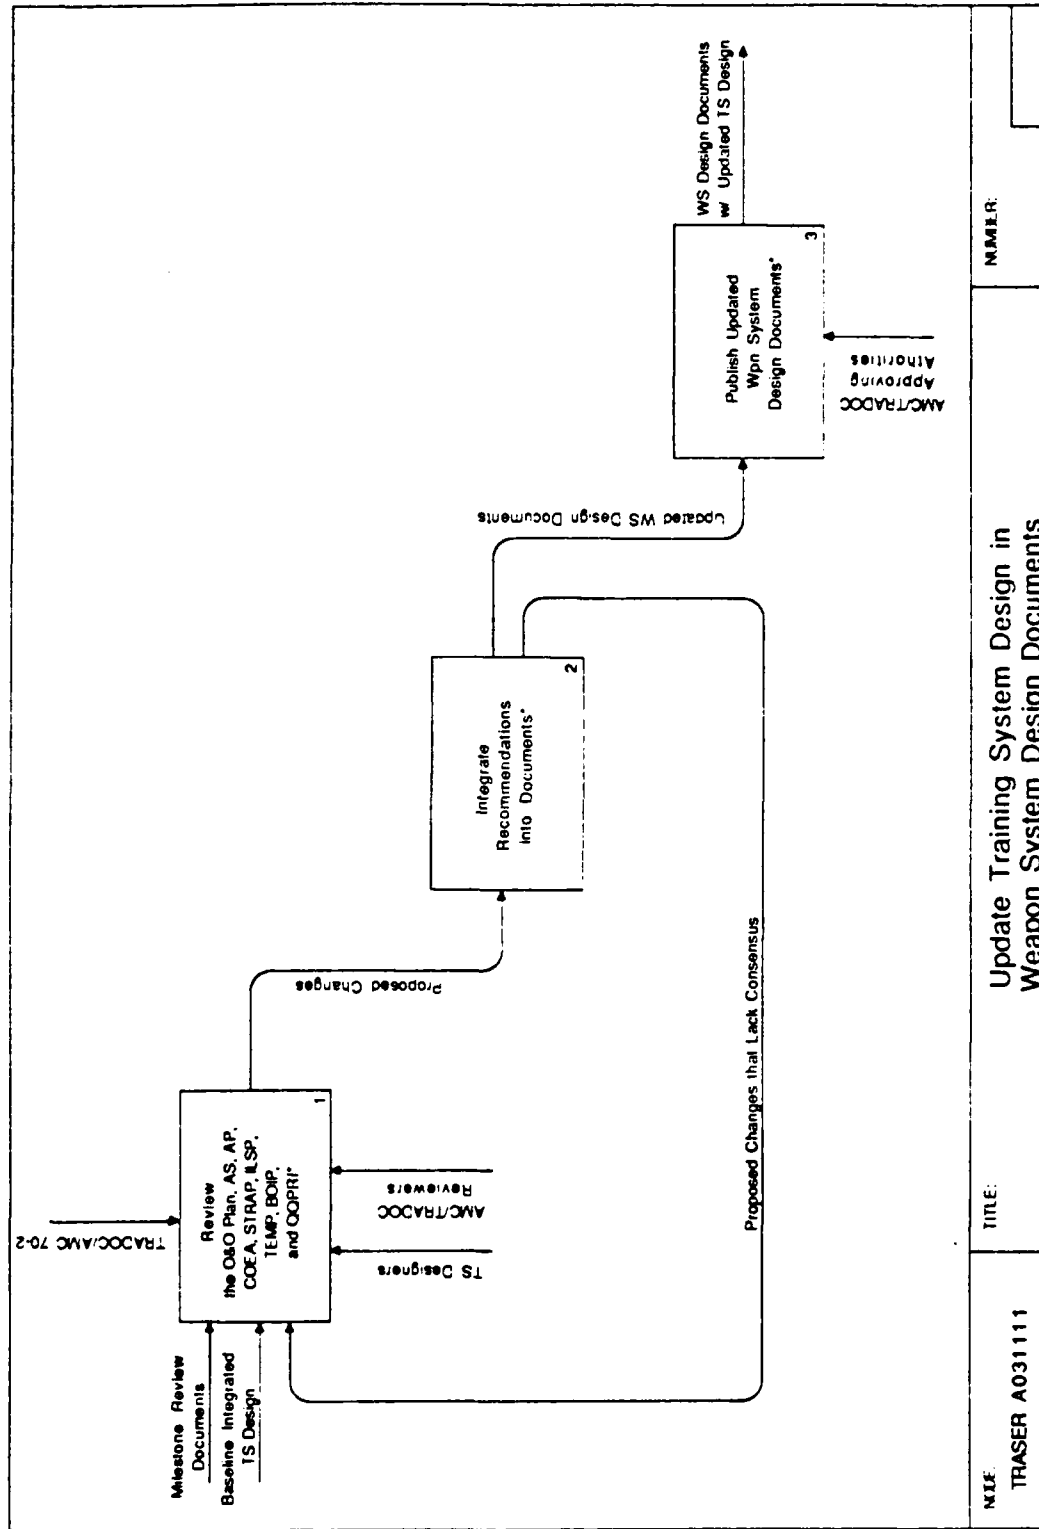 TRADOC/AMC 70-2
Milestone Review
Documents
Baseline Integrated
TS Design
Review
the O&O Plan, AS, AP,
COEA, STRAP, ILSP,
TEMP, BOIP,
and QQPRI*
1
TS Designers
AMC/TRADOC
Reviewers
Proposed Changes
Integrate
Recommendations
into Documents*
2
Proposed Changes that Lack Consensus
Updated WS Design Documents
Publish Updated
Wpn System
Design Documents*
3
AMC/TRADOC
Approving
Athorities
WS Design Documents
w/ Updated TS Design
NODE:
TRASER A031111
TITLE:
Update Training System Design in
Weapon System Design Documents
NUMBER: